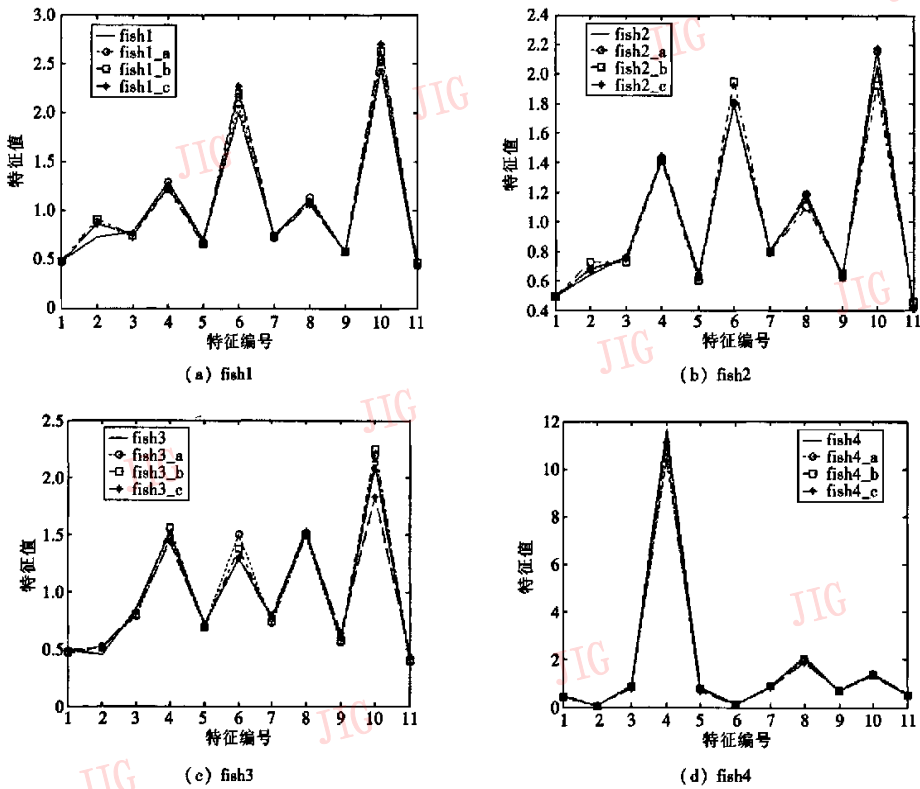 3.0
2.5
2.0
1.5
1.0
0.5
0
特征值
fish1
fish1_a
fish1_b
fish1_c
1 2 3 4 5 6 7 8 9 10 11
特征编号
(a) fish1
2.4
2.2
2.0
1.8
1.6
1.4
1.2
1.0
0.8
0.6
0.4
特征值
fish2
fish2_a
fish2_b
fish2_c
1 2 3 4 5 6 7 8 9 10 11
特征编号
(b) fish2
2.5
2.0
1.5
1.0
0.5
0
特征值
fish3
fish3_a
fish3_b
fish3_c
1 2 3 4 5 6 7 8 9 10 11
特征编号
(c) fish3
12
10
8
6
4
2
0
特征值
fish4
fish4_a
fish4_b
fish4_c
1 2 3 4 5 6 7 8 9 10 11
特征编号
(d) fish4
JIG
JIG
JIG
JIG
JIG
JIG
JIG
JIG
JIG
JIG